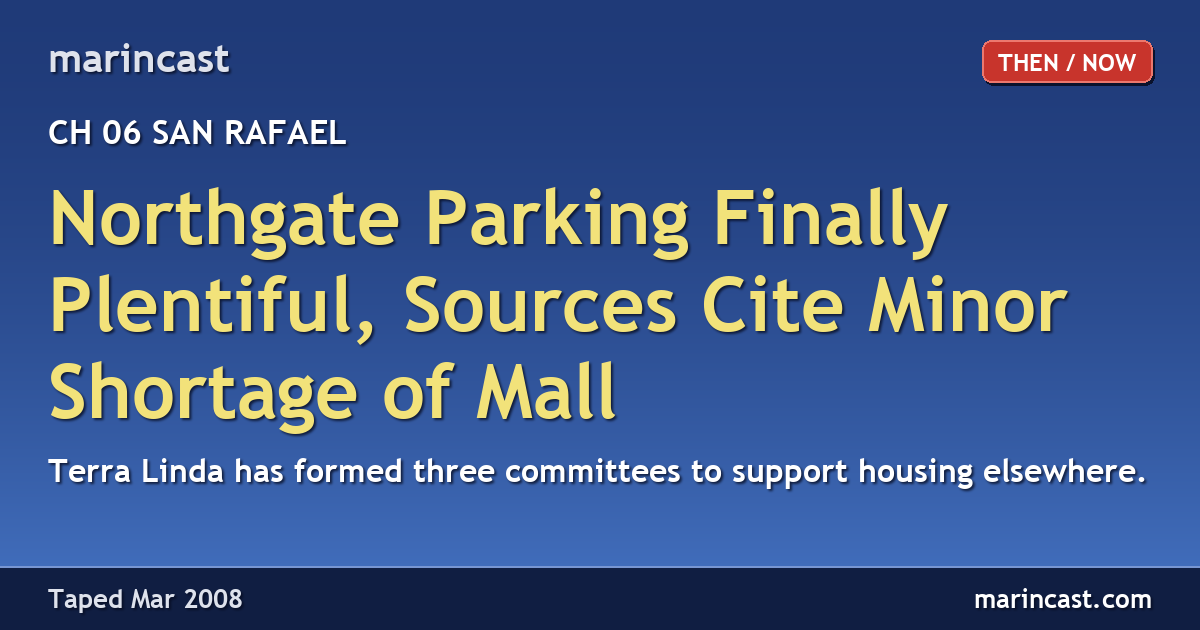 marincast
THEN / NOW
CH 06 SAN RAFAEL
Northgate Parking Finally
Plentiful, Sources Cite Minor
Shortage of Mall
Terra Linda has formed three committees to support housing elsewhere.
Taped Mar 2008
marincast.com